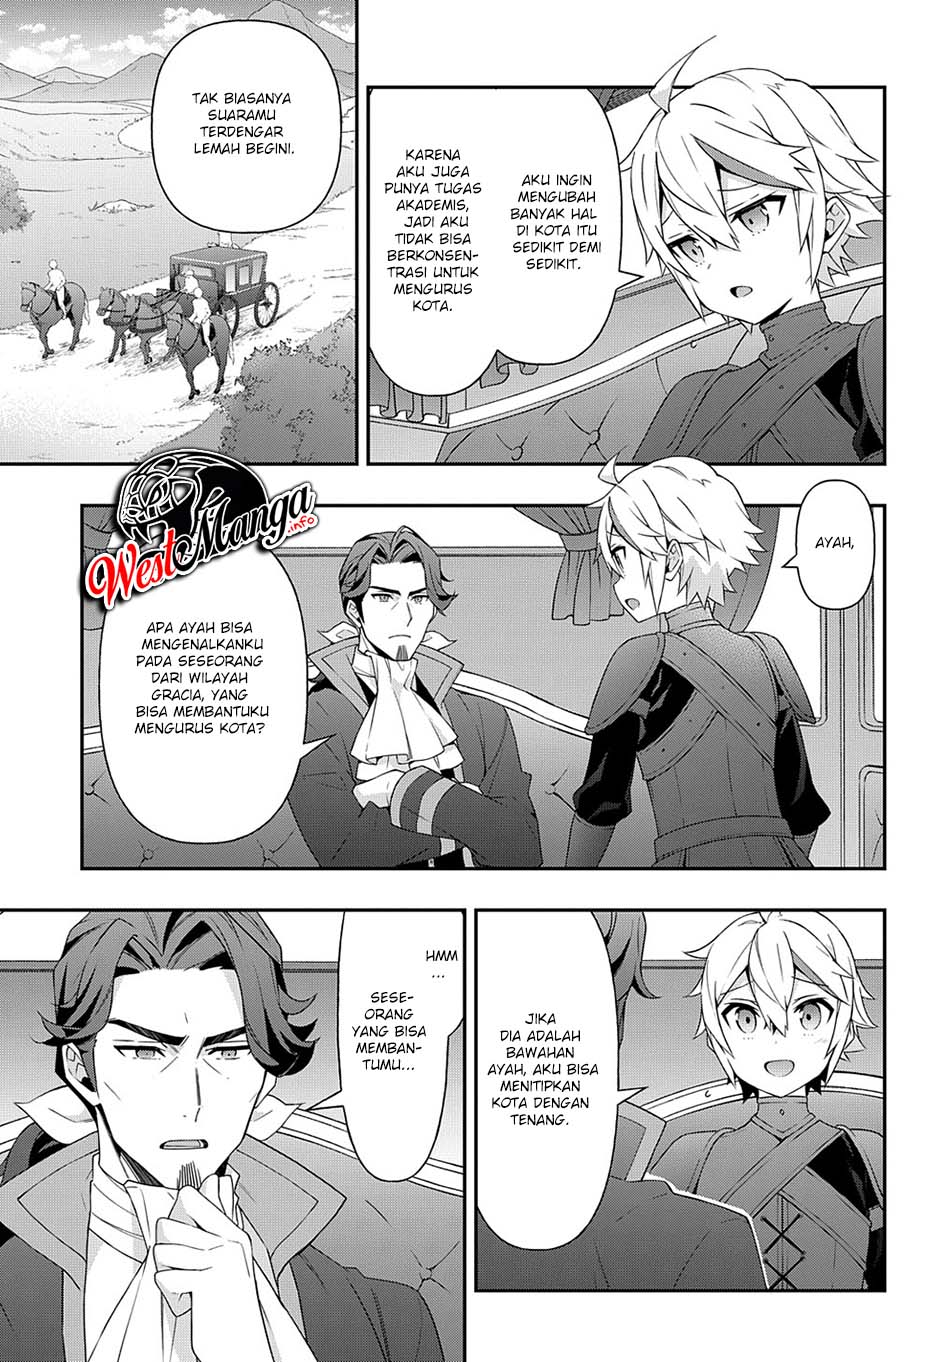 AKU INGIN
MENGUBAH
BANYAK HAL
DI KOTA ITU
SEDIKIT DEMI
SEDIKIT.
KARENA
AKU JUGA
PUNYA TUGAS
AKADEMIS,
JADI AKU
TIDAK BISA
BERKONSEN-
TRASI UNTUK
MENGURUS
KOTA.
TAK BIASANYA
SUARAMU
TERDENGAR
LEMAH BEGINI.
AYAH,
WestManga
.info
APA AYAH BISA
MENGENALKANKU
PADA SESEORANG
DARI WILAYAH
GRACIA, YANG
BISA MEMBANTUKU
MENGURUS KOTA?
JIKA
DIA ADALAH
BAWAHAN
AYAH, AKU BISA
MENITIPKAN
KOTA DENGAN
TENANG.
HMM
...
SESE-
ORANG
YANG BISA
MEMBAN-
TUMU...